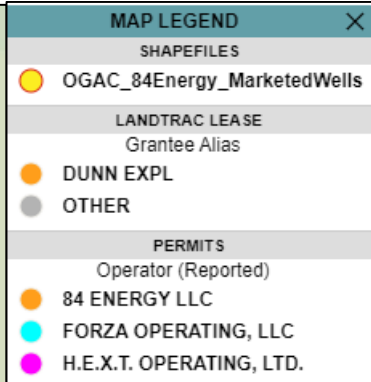 MAP LEGEND
SHAPEFILES
OGAC_84Energy_MarketedWells
LANDTRAC LEASE
Grantee Alias
DUNN EXPL
OTHER
PERMITS
Operator (Reported)
84 ENERGY LLC
FORZA OPERATING, LLC
H.E.X.T. OPERATING, LTD.